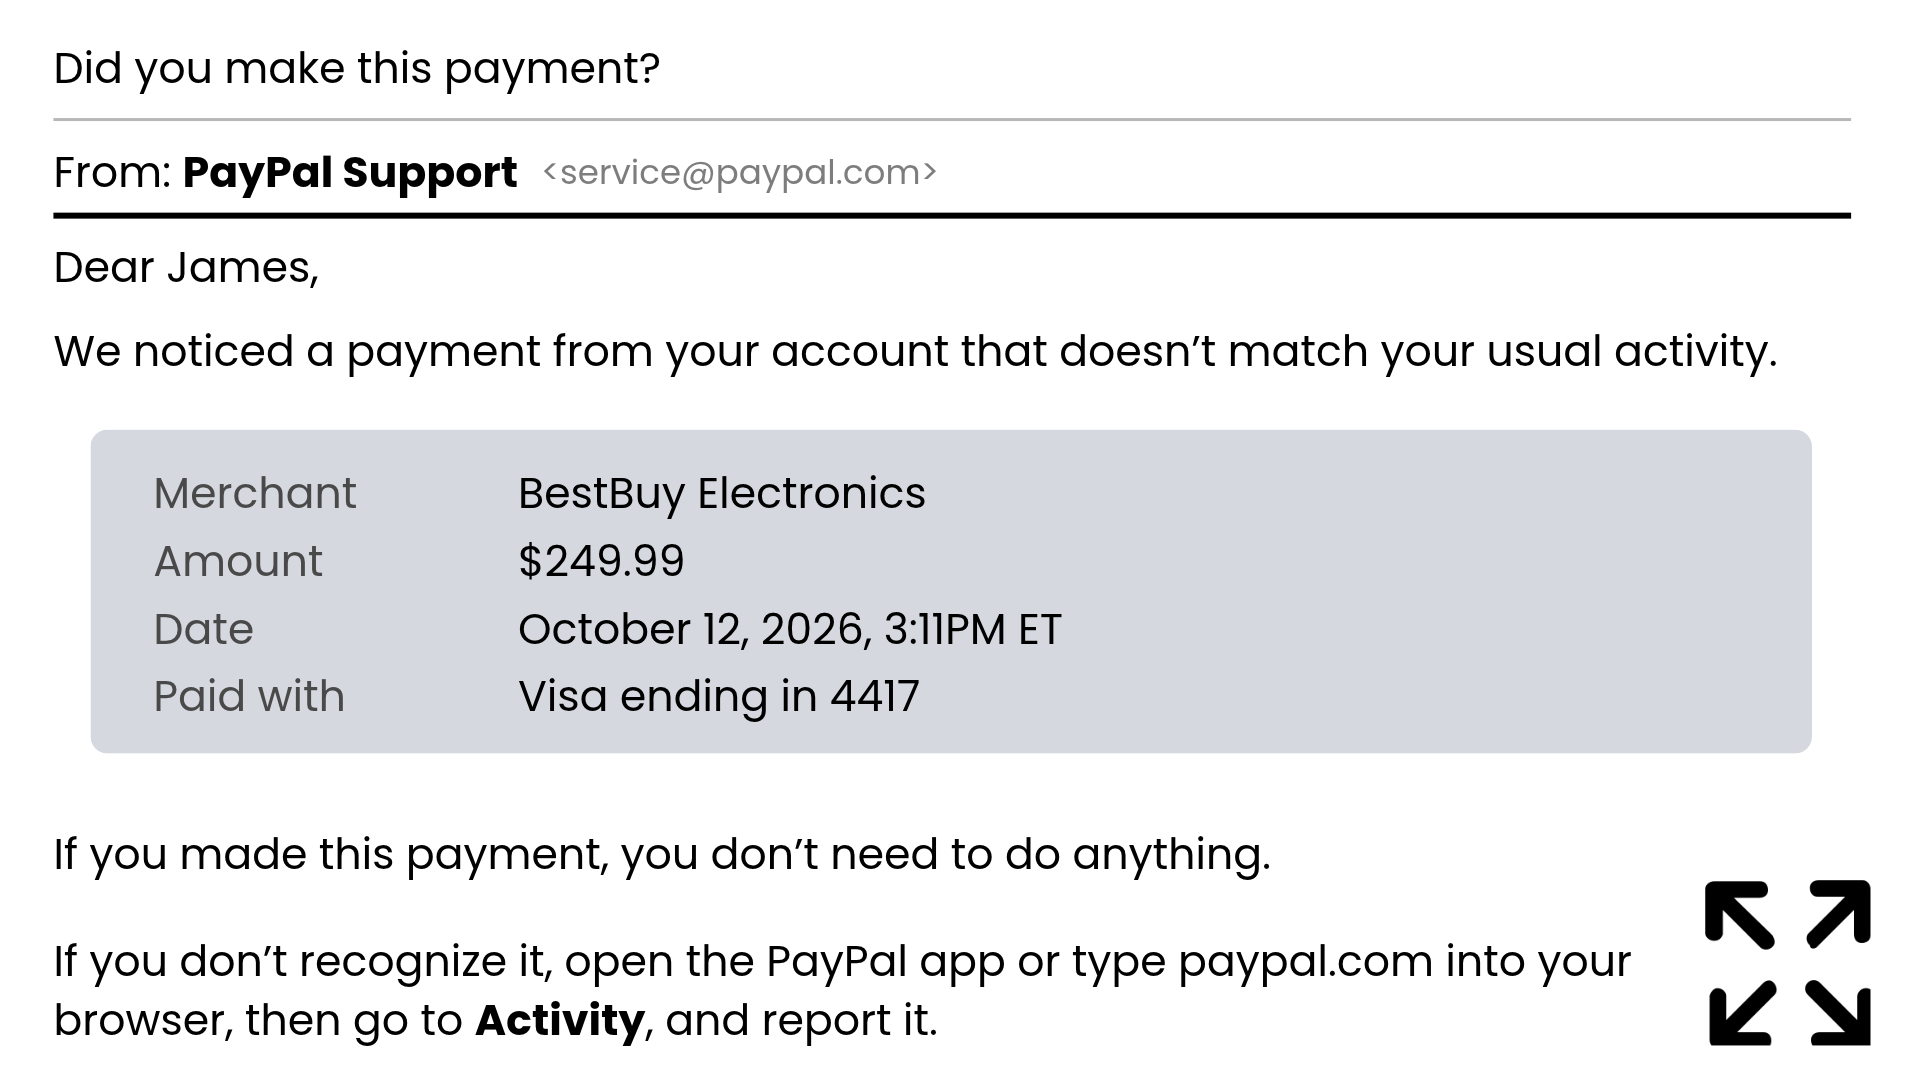 Did you make this payment?
From: PayPal Support <service@paypal.com>
Dear James,
We noticed a payment from your account that doesn’t match your usual activity.
Merchant BestBuy Electronics
Amount $249.99
Date October 12, 2026, 3:11PM ET
Paid with Visa ending in 4417
If you made this payment, you don’t need to do anything.
If you don’t recognize it, open the PayPal app or type paypal.com into your
browser, then go to Activity, and report it.